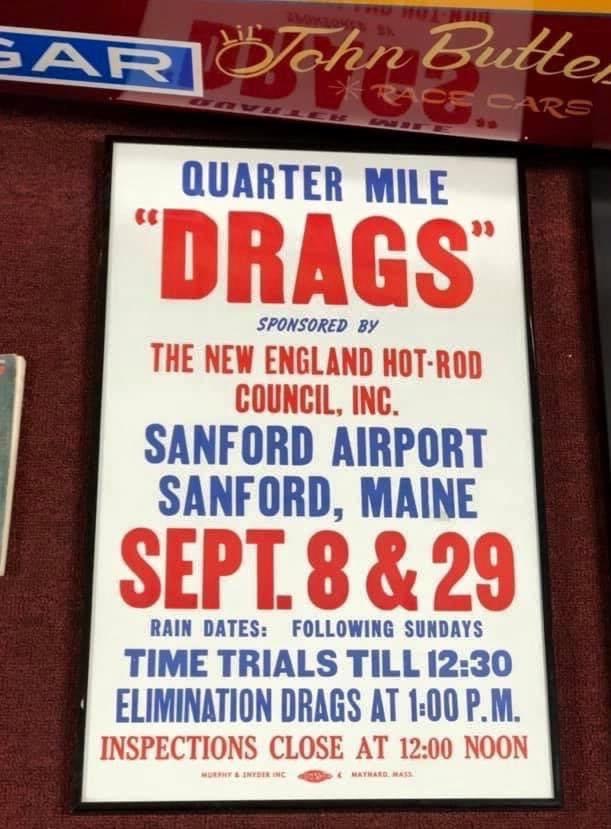 GAR
Lil' John Butte
RACE CARS
QUARTER MILE
"DRAGS"
SPONSORED BY
THE NEW ENGLAND HOT-ROD
COUNCIL, INC.
SANFORD AIRPORT
SANFORD, MAINE
SEPT. 8 & 29
RAIN DATES: FOLLOWING SUNDAYS
TIME TRIALS TILL 12:30
ELIMINATION DRAGS AT 1:00 P.M.
INSPECTIONS CLOSE AT 12:00 NOON
MURPHY & SNYDER INC 4 MAYNARD, MASS.